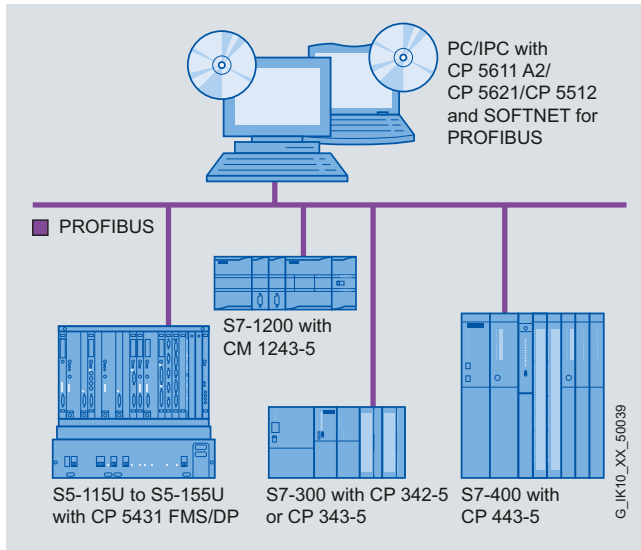 PC/IPC with
CP 5611 A2/
CP 5621/CP 5512
and SOFTNET for
PROFIBUS
PROFIBUS
S7-1200 with
CM 1243-5
S5-115U to S5-155U
with CP 5431 FMS/DP
S7-300 with CP 342-5
or CP 343-5
S7-400 with
CP 443-5
G_IK10_XX_50039